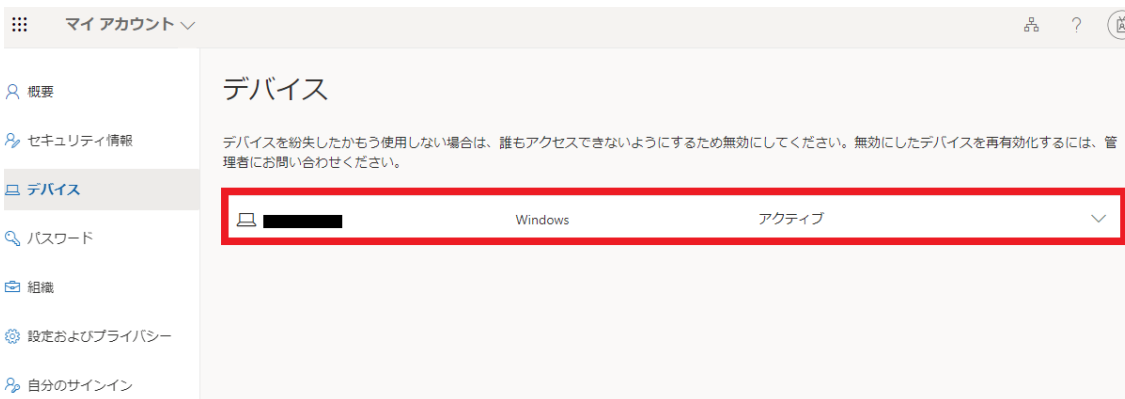 マイ アカウント
?
概要
セキュリティ情報
デバイス
パスワード
組織
設定およびプライバシー
自分のサインイン
デバイス
デバイスを紛失したかもう使用しない場合は、誰もアクセスできないようにするため無効にしてください。無効にしたデバイスを再有効化するには、管
理者にお問い合わせください。
Windows アクティブ